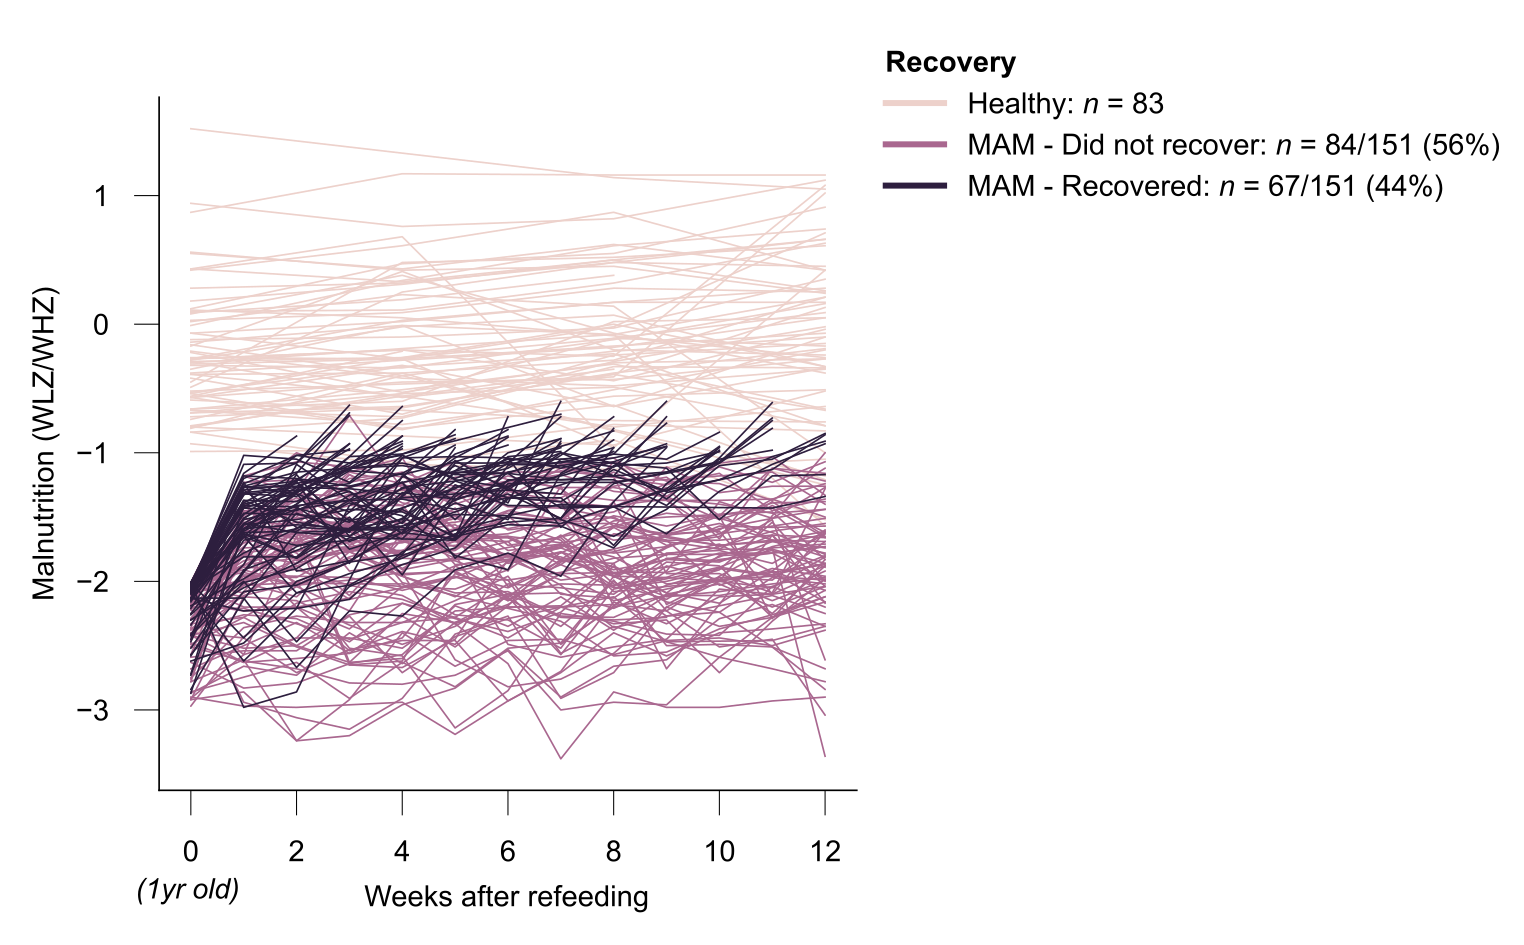 Recovery
Healthy: n = 83
MAM - Did not recover: n = 84/151 (56%)
MAM - Recovered: n = 67/151 (44%)
Malnutrition (WLZ/WHZ)
1
0
−1
−2
−3
0 2 4 6 8 10 12
(1yr old)
Weeks after refeeding